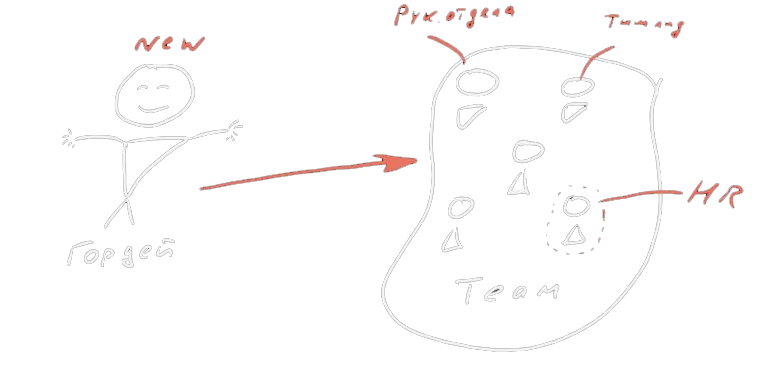 New
Рук. отдела
Тимлид
HR
Гордей
Team